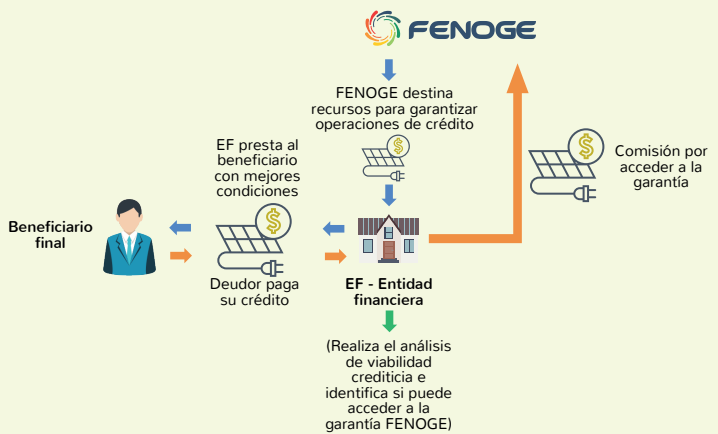 FENOGE
FENOGE destina
recursos para garantizar
operaciones de crédito
$
EF presta al
beneficiario
con mejores
condiciones
$
Comisión por
acceder a la
garantía
$
Beneficiario
final
Deudor paga
su crédito
EF - Entidad
financiera
(Realiza el análisis
de viabilidad
crediticia e
identifica si puede
acceder a la
garantía FENOGE)